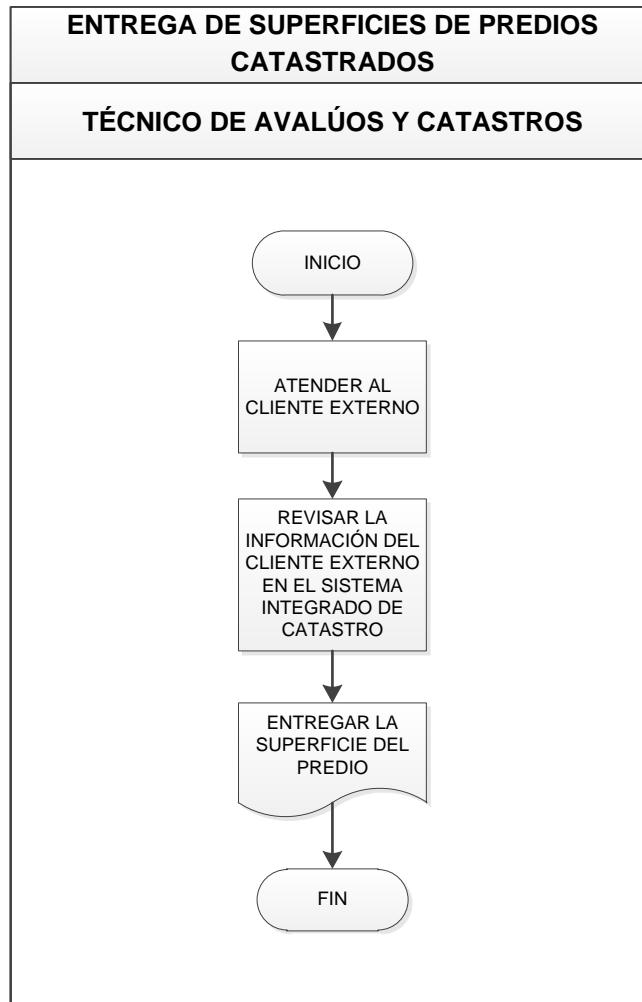 ENTREGA DE SUPERFICIES DE PREDIOS
CATASTRADOS
TÉCNICO DE AVALÚOS Y CATASTROS
INICIO
ATENDER AL
CLIENTE EXTERNO
REVISAR LA
INFORMACIÓN DEL
CLIENTE EXTERNO
EN EL SISTEMA
INTEGRADO DE
CATASTRO
ENTREGAR LA
SUPERFICIE DEL
PREDIO
FIN